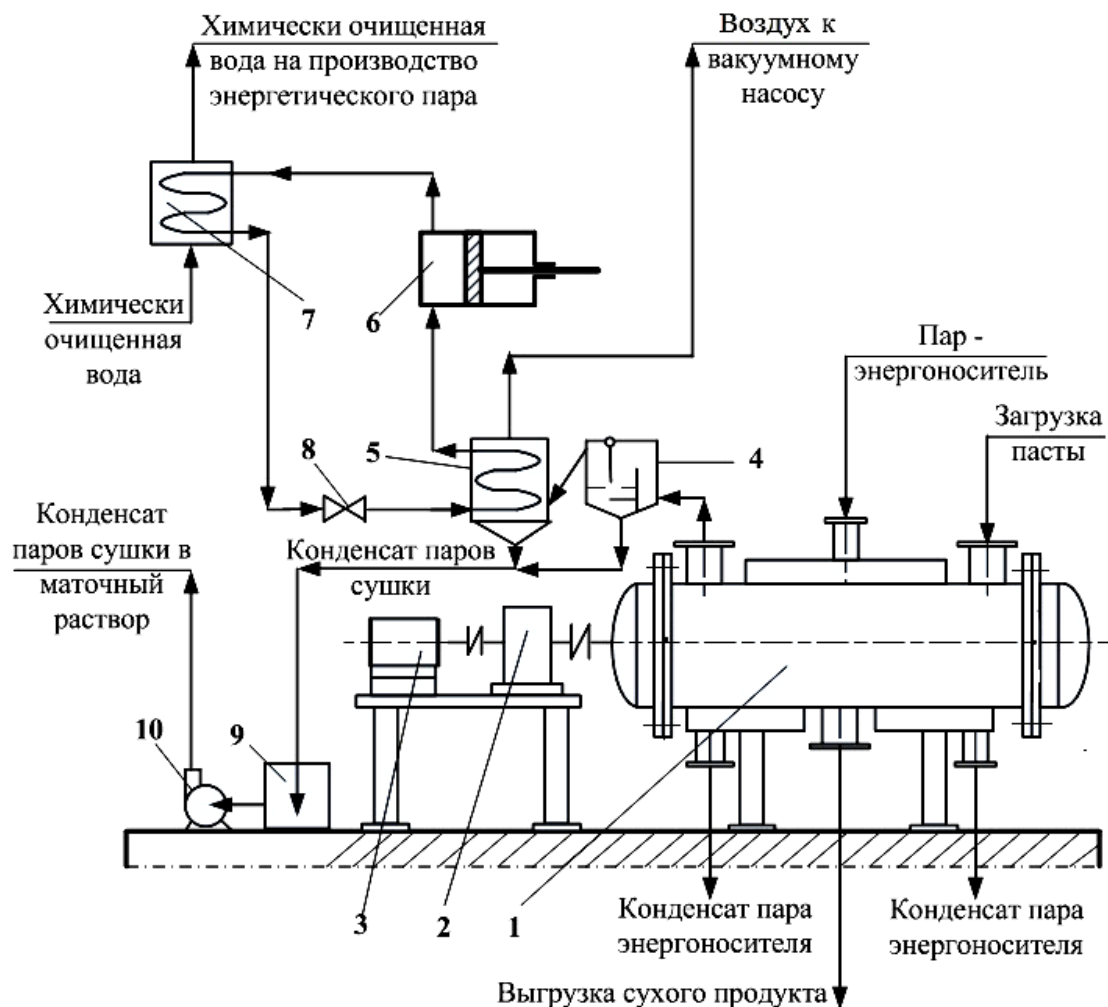 Химически очищенная
вода на производство
энергетического пара
Воздух к
вакуумному
насосу
7
6
Химически
очищенная
вода
Пар -
энергоноситель
Загрузка
пасты
8
5
4
Конденсат
паров сушки в
маточный
раствор
Конденсат паров
сушки
10
9
3
2
1
Конденсат пара
энергоносителя
Конденсат пара
энергоносителя
Выгрузка сухого продукта